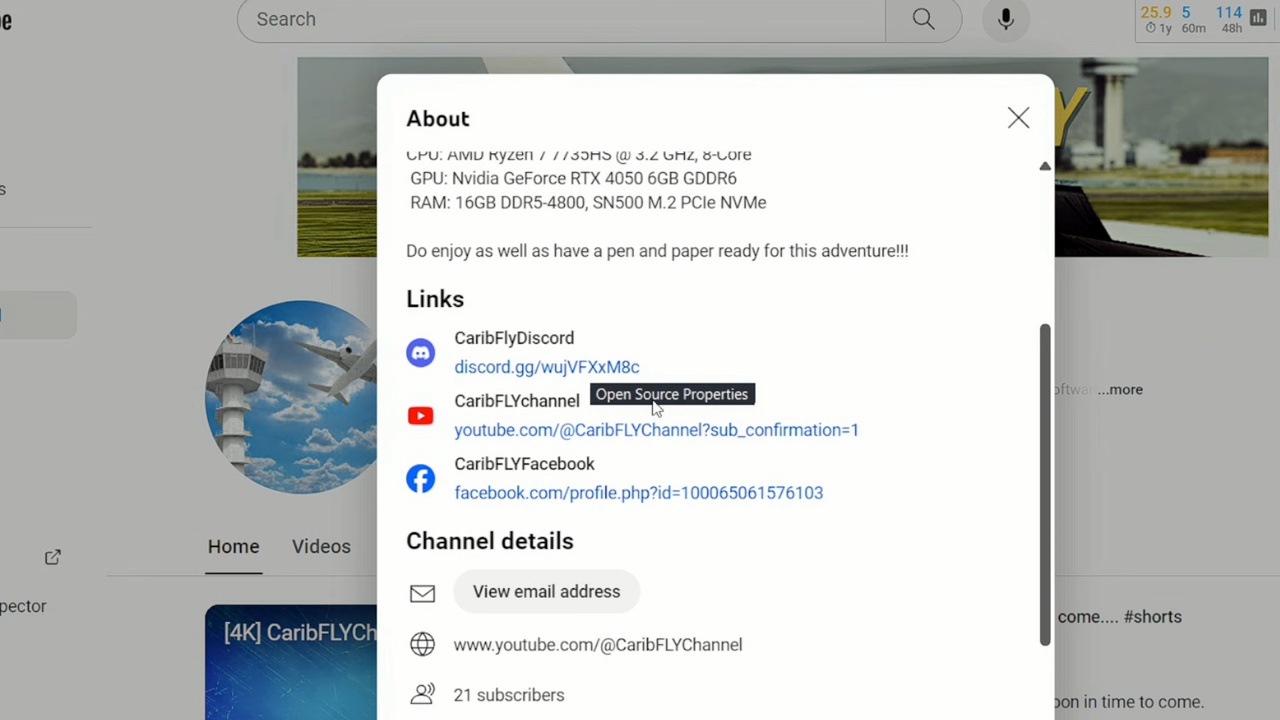 Search
25.9 5 114
1y 60m 48h
Y
About
CPU: AMD Ryzen 7 7735HS @ 3.2 GHz, 8-Core
GPU: Nvidia GeForce RTX 4050 6GB GDDR6
RAM: 16GB DDR5-4800, SN500 M.2 PCIe NVMe
Do enjoy as well as have a pen and paper ready for this adventure!!!
Links
CaribFlyDiscord
discord.gg/wujVFXxM8c
Open Source Properties
CaribFLYchannel
youtube.com/@CaribFLYChannel?sub_confirmation=1
...more
CaribFLYFacebook
facebook.com/profile.php?id=100065061576103
Channel details
Home Videos
View email address
pector
come.... #shorts
[4K] CaribFLYCh
www.youtube.com/@CaribFLYChannel
21 subscribers
in time to come.